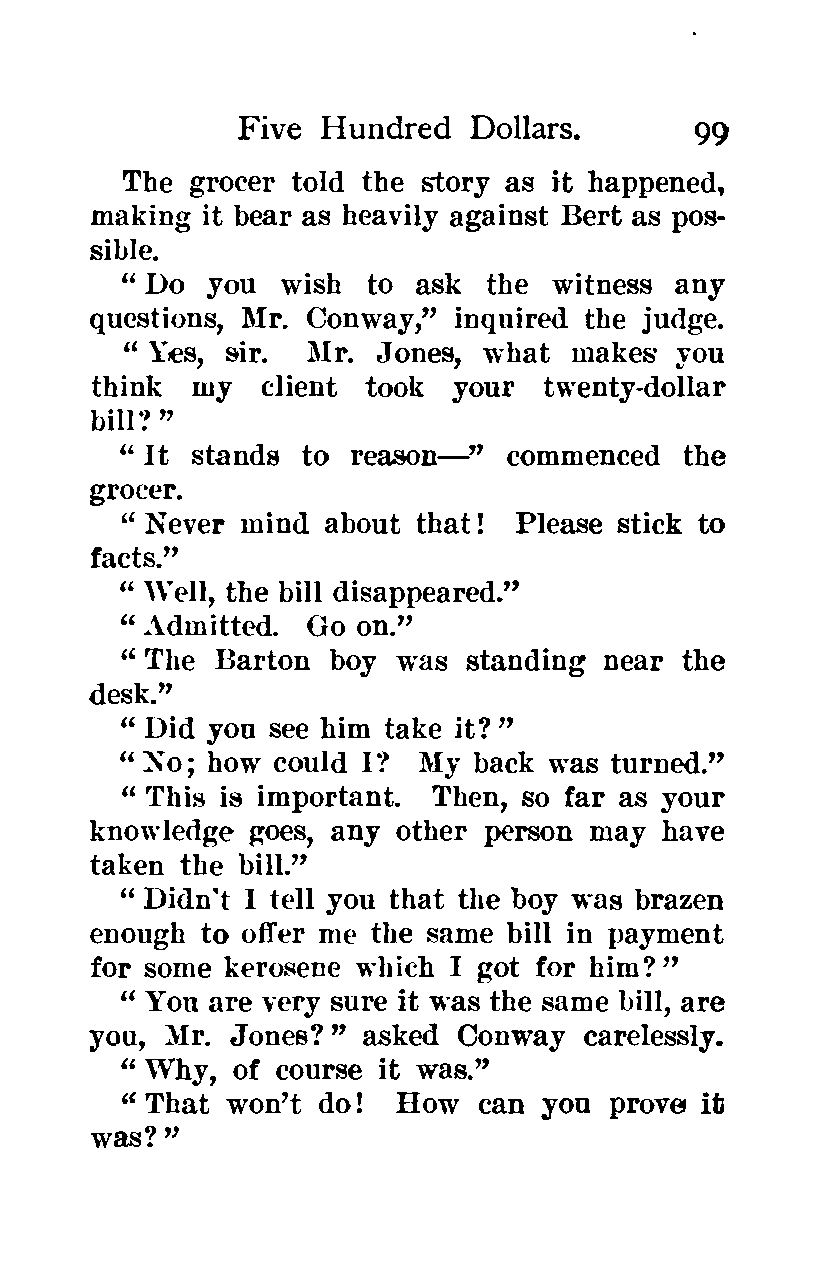 Five Hundred Dollars. 99
The grocer told the story as it happened,
making it bear as heavily against Bert as pos-
sible.
“ Do you wish to ask the witness any
questions, Mr. Conway,” inquired the judge.
“ Yes, sir. Mr. Jones, what makes you
think my client took your twenty-dollar
bill? ”
“ It stands to reason—” commenced the
grocer.
“ Never mind about that! Please stick to
facts.”
“ Well, the bill disappeared.”
“ Admitted. Go on.”
“ The Barton boy was standing near the
desk.”
“ Did you see him take it? ”
“ No; how could I? My back was turned.”
“ This is important. Then, so far as your
knowledge goes, any other person may have
taken the bill.”
“ Didn't I tell you that the boy was brazen
enough to offer me the same bill in payment
for some kerosene which I got for him? ”
“ You are very sure it was the same bill, are
you, Mr. Jones? ” asked Conway carelessly.
“ Why, of course it was.”
“ That won't do! How can you prove it
was? ”